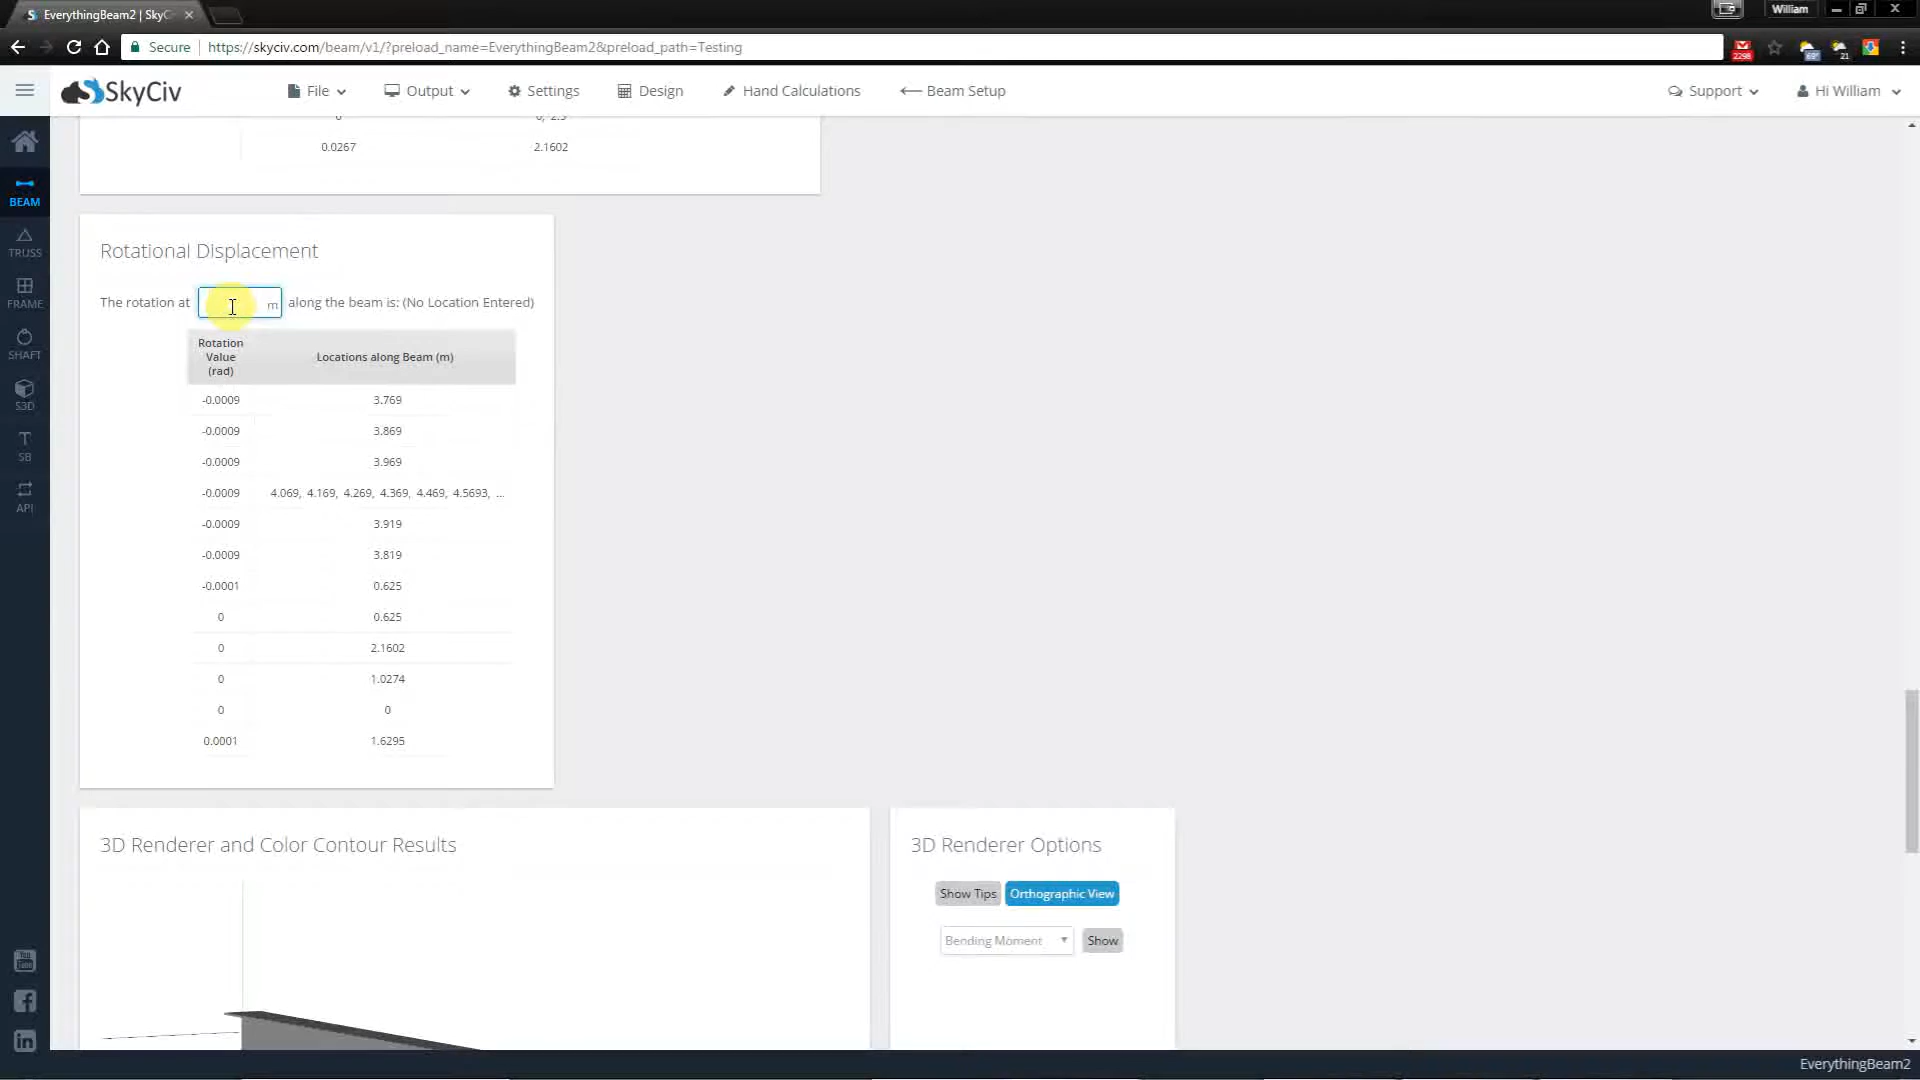 EverythingBeam2 | SkyC
William
Secure
https://skyciv.com/beam/v1/?preload_name=EverythingBeam2&preload_path=Testing
2298
69°
21
SkyCiv
File
Output
Settings
Design
Hand Calculations
Beam Setup
Support
Hi William
BEAM
TRUSS
FRAME
SHAFT
S3D
T
SB
API
0.0267 2.1602
Rotational Displacement
The rotation at m along the beam is: (No Location Entered)
Rotation
Value
(rad)
Locations along Beam (m)
-0.0009 3.769
-0.0009 3.869
-0.0009 3.969
-0.0009 4.069, 4.169, 4.269, 4.369, 4.469, 4.5693, ...
-0.0009 3.919
-0.0009 3.819
-0.0001 0.625
0 0.625
0 2.1602
0 1.0274
0 0
0.0001 1.6295
3D Renderer and Color Contour Results
3D Renderer Options
Show Tips
Orthographic View
Bending Moment
Show
You
Tube
EverythingBeam2